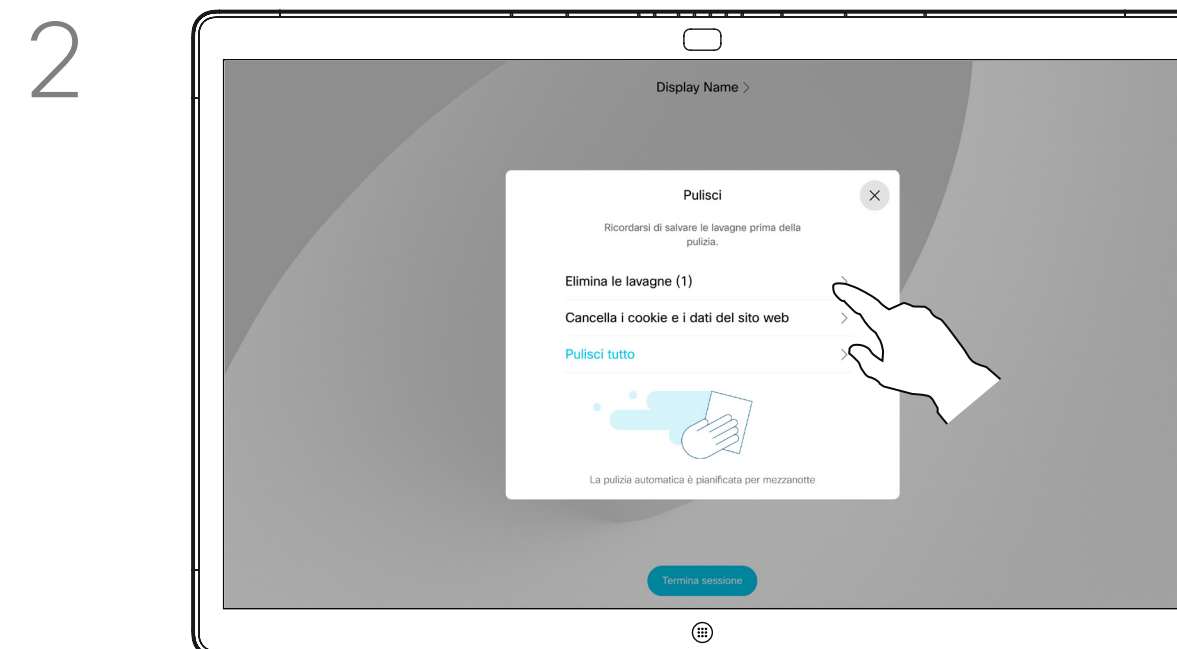 2
Display Name >
Pulisci
Ricordarsi di salvare le lavagne prima della
pulizia.
Elimina le lavagne (1)
Cancella i cookie e i dati del sito web
Pulisci tutto
La pulizia automatica è pianificata per mezzanotte
Termina sessione